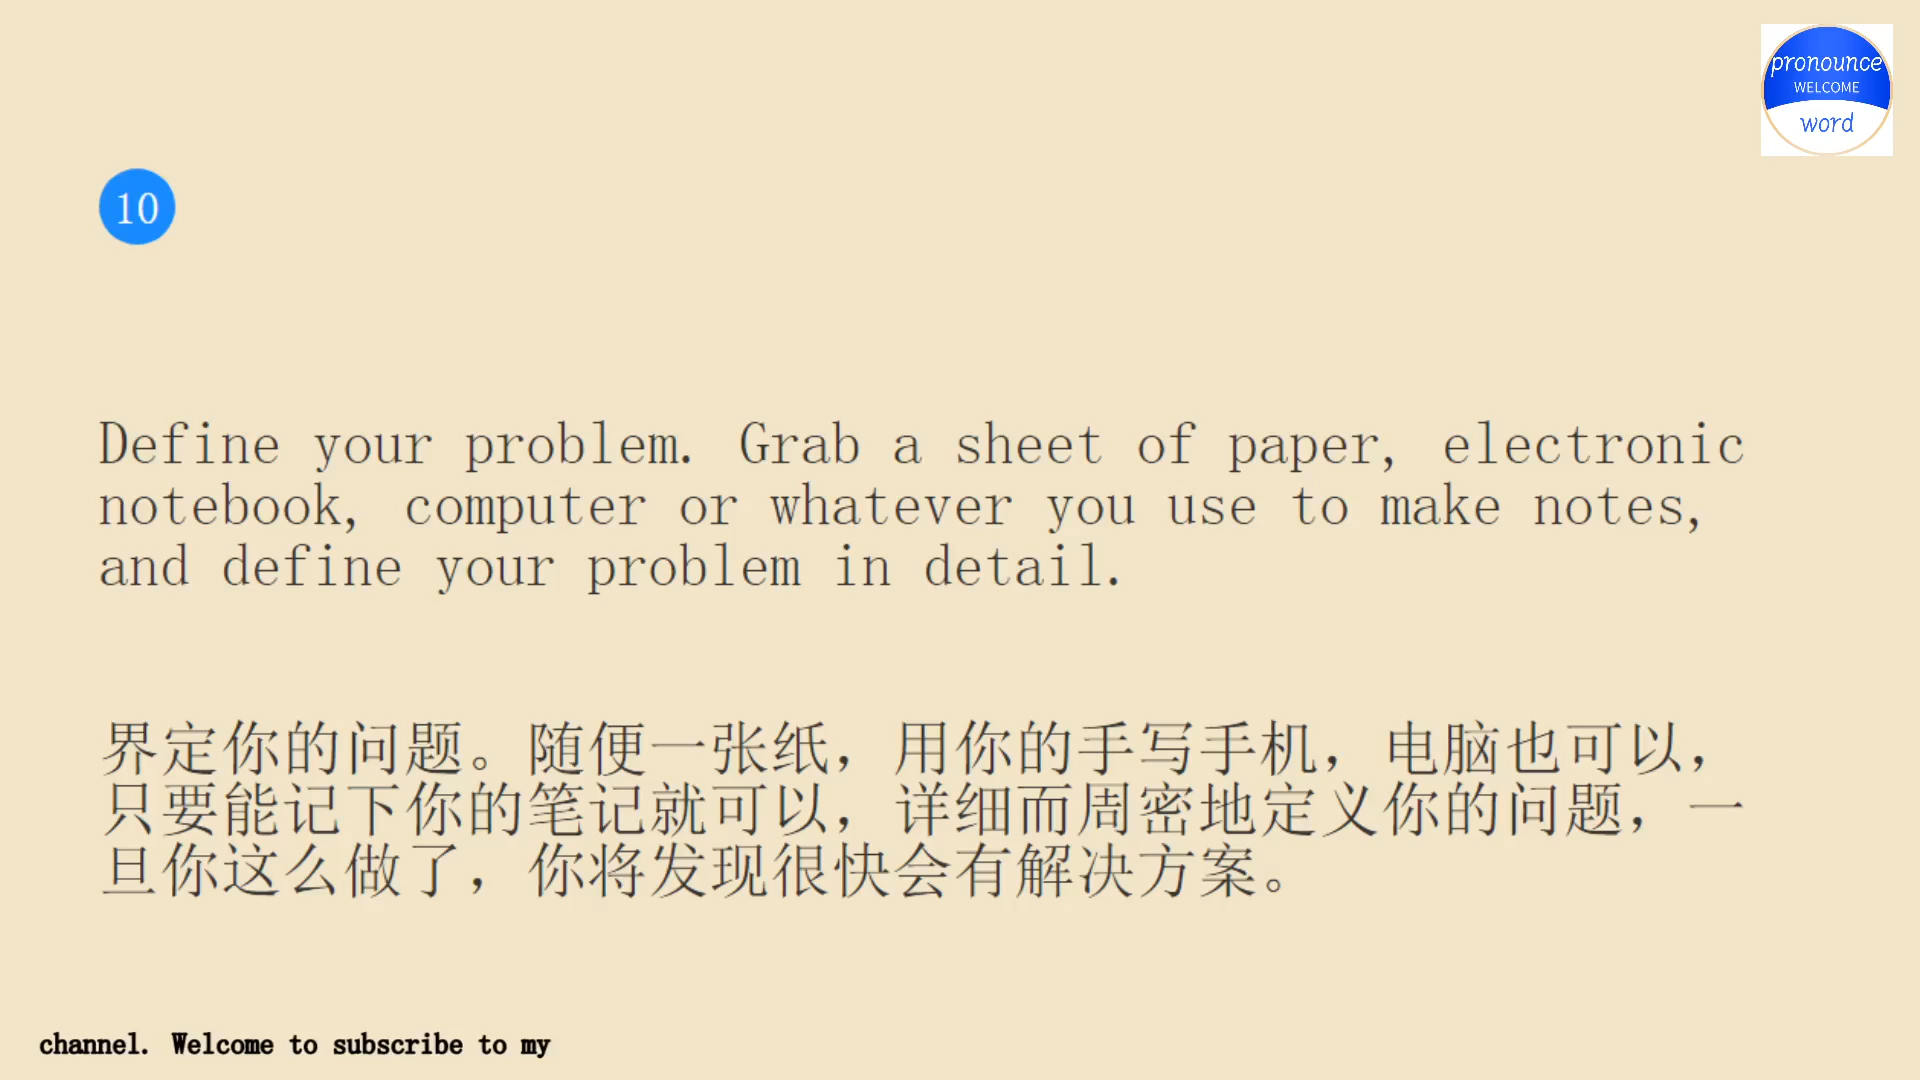 pronounce
WELCOME
word
10
Define your problem. Grab a sheet of paper, electronic
notebook, computer or whatever you use to make notes,
and define your problem in detail.
界定你的问题。随便一张纸，用你的手写手机，电脑也可以，
只要能记下你的笔记就可以，详细而周密地定义你的问题，一
旦你这么做了，你将发现很快会有解决方案。
channel. Welcome to subscribe to my